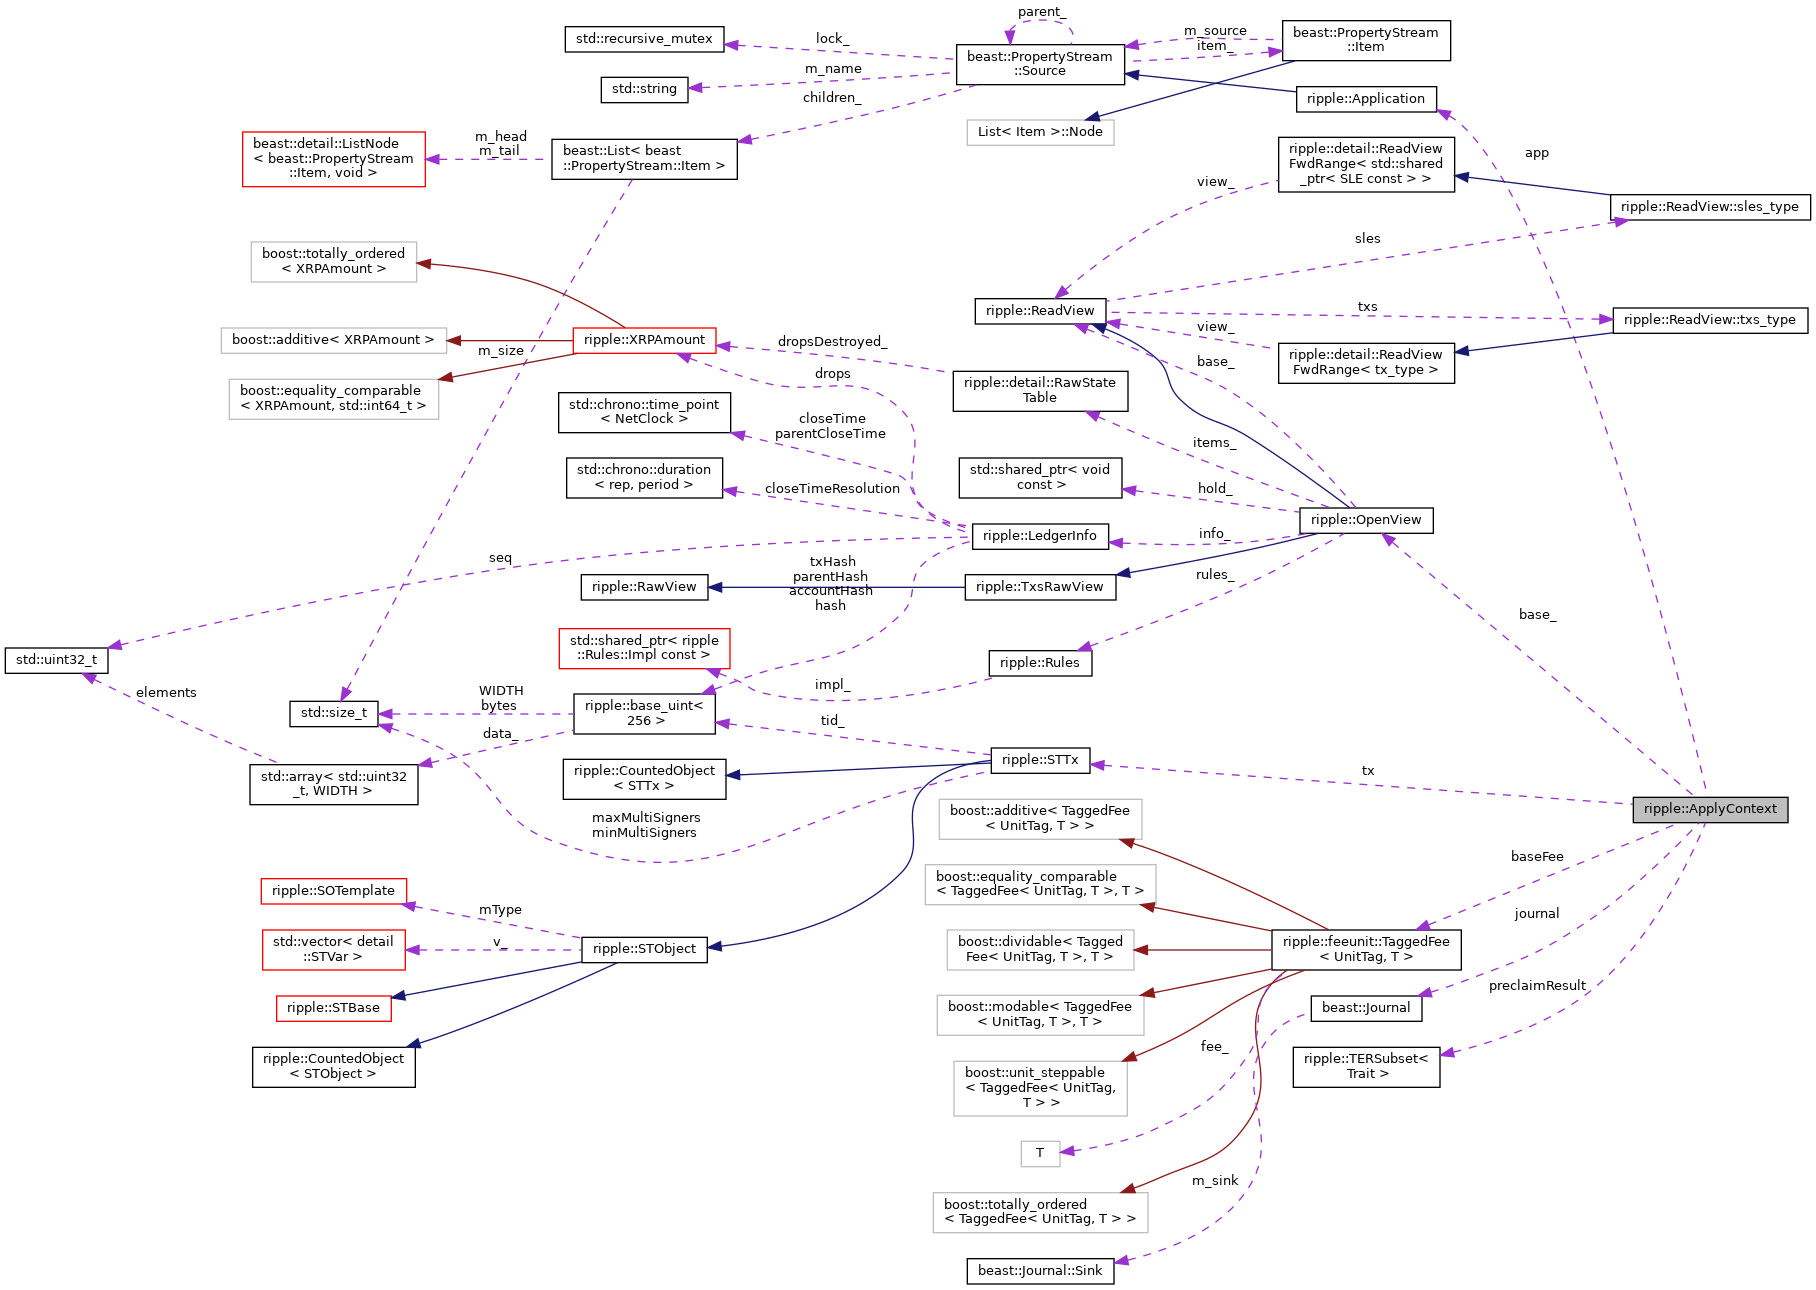 parent_
std::recursive_mutex
lock_
m_source
item_
beast::PropertyStream
::Item
beast::PropertyStream
::Source
m_name
std::string
children_
ripple::Application
List< Item >::Node
app
beast::detail::ListNode
< beast::PropertyStream
::Item, void >
m_head
m_tail
beast::List< beast
::PropertyStream::Item >
ripple::detail::ReadView
FwdRange< std::shared
_ptr< SLE const > >
view_
ripple::ReadView::sles_type
sles
boost::totally_ordered
< XRPAmount >
ripple::ReadView
txs
ripple::ReadView::txs_type
view_
boost::additive< XRPAmount >
ripple::XRPAmount
m_size
dropsDestroyed_
base_
ripple::detail::ReadView
FwdRange< tx_type >
boost::equality_comparable
< XRPAmount, std::int64_t >
drops
ripple::detail::RawState
Table
std::chrono::time_point
< NetClock >
closeTime
parentCloseTime
items_
std::chrono::duration
< rep, period >
closeTimeResolution
std::shared_ptr< void
const >
hold_
ripple::OpenView
ripple::LedgerInfo
info_
seq
txHash
parentHash
accountHash
hash
ripple::RawView
ripple::TxsRawView
rules_
base_
std::shared_ptr< ripple
::Rules::Impl const >
std::uint32_t
ripple::Rules
impl_
elements
WIDTH
bytes
ripple::base_uint<
256 >
std::size_t
tid_
data_
std::array< std::uint32
_t, WIDTH >
ripple::CountedObject
< STTx >
ripple::STTx
tx
ripple::ApplyContext
maxMultiSigners
minMultiSigners
boost::additive< TaggedFee
< UnitTag, T > >
baseFee
boost::equality_comparable
< TaggedFee< UnitTag, T >, T >
ripple::SOTemplate
mType
journal
std::vector< detail
::STVar >
v_
ripple::STObject
boost::dividable< Tagged
Fee< UnitTag, T >, T >
ripple::feeunit::TaggedFee
< UnitTag, T >
preclaimResult
ripple::STBase
boost::modable< TaggedFee
< UnitTag, T >, T >
beast::Journal
fee_
ripple::CountedObject
< STObject >
boost::unit_steppable
< TaggedFee< UnitTag,
T > >
ripple::TERSubset<
Trait >
T
m_sink
boost::totally_ordered
< TaggedFee< UnitTag, T > >
beast::Journal::Sink